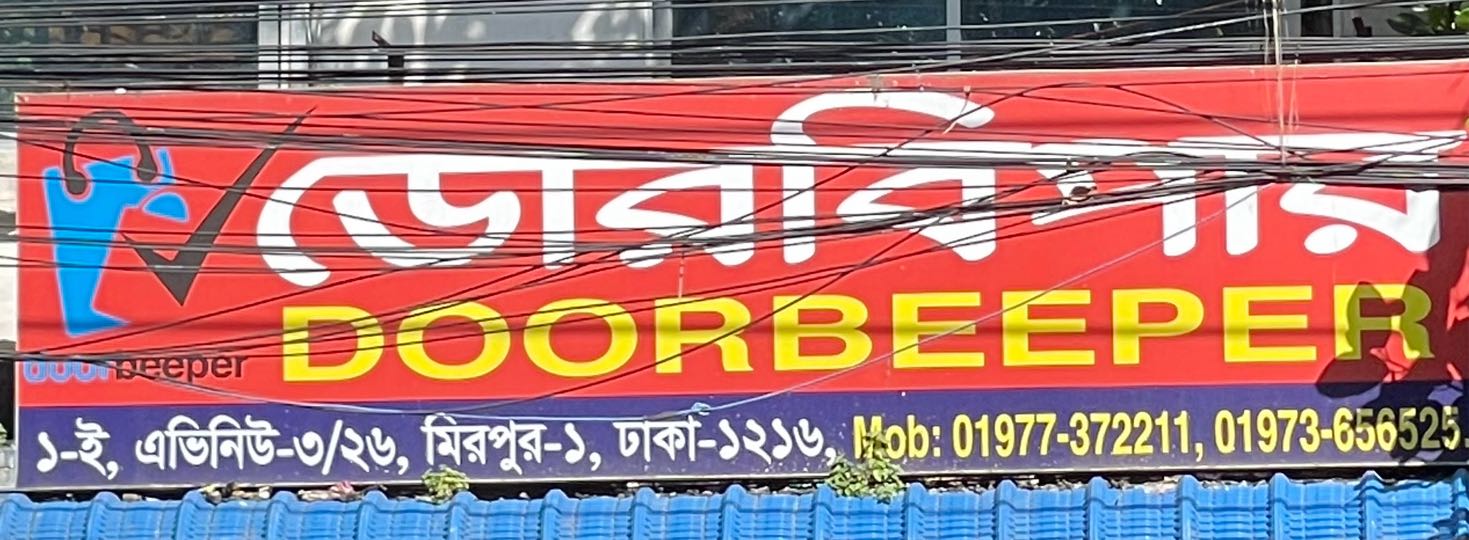 ডোরবিপার
DOORBEEPER
doorbeeper
১-ই, এভিনিউ-৩/২৬, মিরপুর-১, ঢাকা-১২১৬, Mob: 01977-372211, 01973-656525.